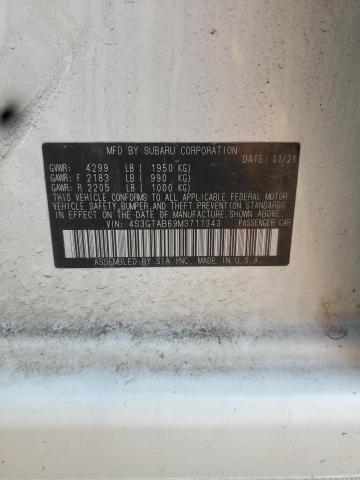 MFD BY SUBARU CORPORATION
DATE: 01/21
GVWR: 4299 LB ( 1950 KG)
GAWR: F 2183 LB ( 990 KG)
GAWR: R 2205 LB ( 1000 KG)
THIS VEHICLE CONFORMS TO ALL APPLICABLE FEDERAL MOTOR
VEHICLE SAFETY, BUMPER, AND THEFT PREVENTION STANDARDS
IN EFFECT ON THE DATE OF MANUFACTURE SHOWN ABOVE.
VIN: 4S3GTAB69M3711343 PASSENGER CAR
ASSEMBLED BY SIA INC. MADE IN U.S.A.